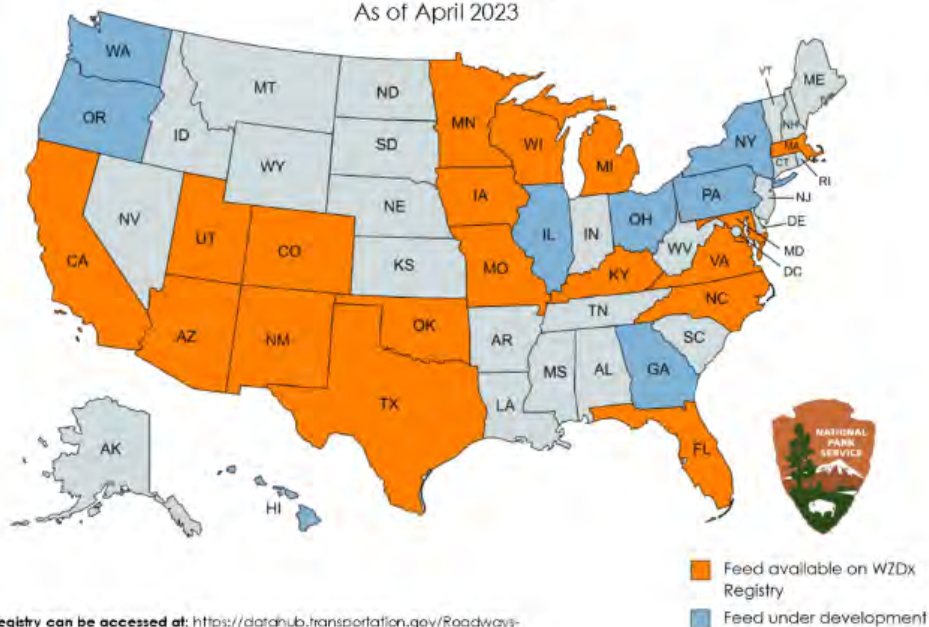 As of April 2023
WA
MT
ND
MN
VT
ME
OR
ID
SD
WI
MI
NH
NY
MA
WY
CT
RI
IA
PA
NJ
NE
OH
NV
IL
IN
DE
UT
WV
MD
CO
VA
DC
CA
KS
MO
KY
NC
TN
OK
AZ
NM
AR
SC
MS
AL
GA
TX
LA
NATIONAL
PARK
SERVICE
AK
FL
HI
Feed available on WZDx
Registry
Feed under development
egistry can be accessed at: https://datahub.transportation.gov/Roadways-